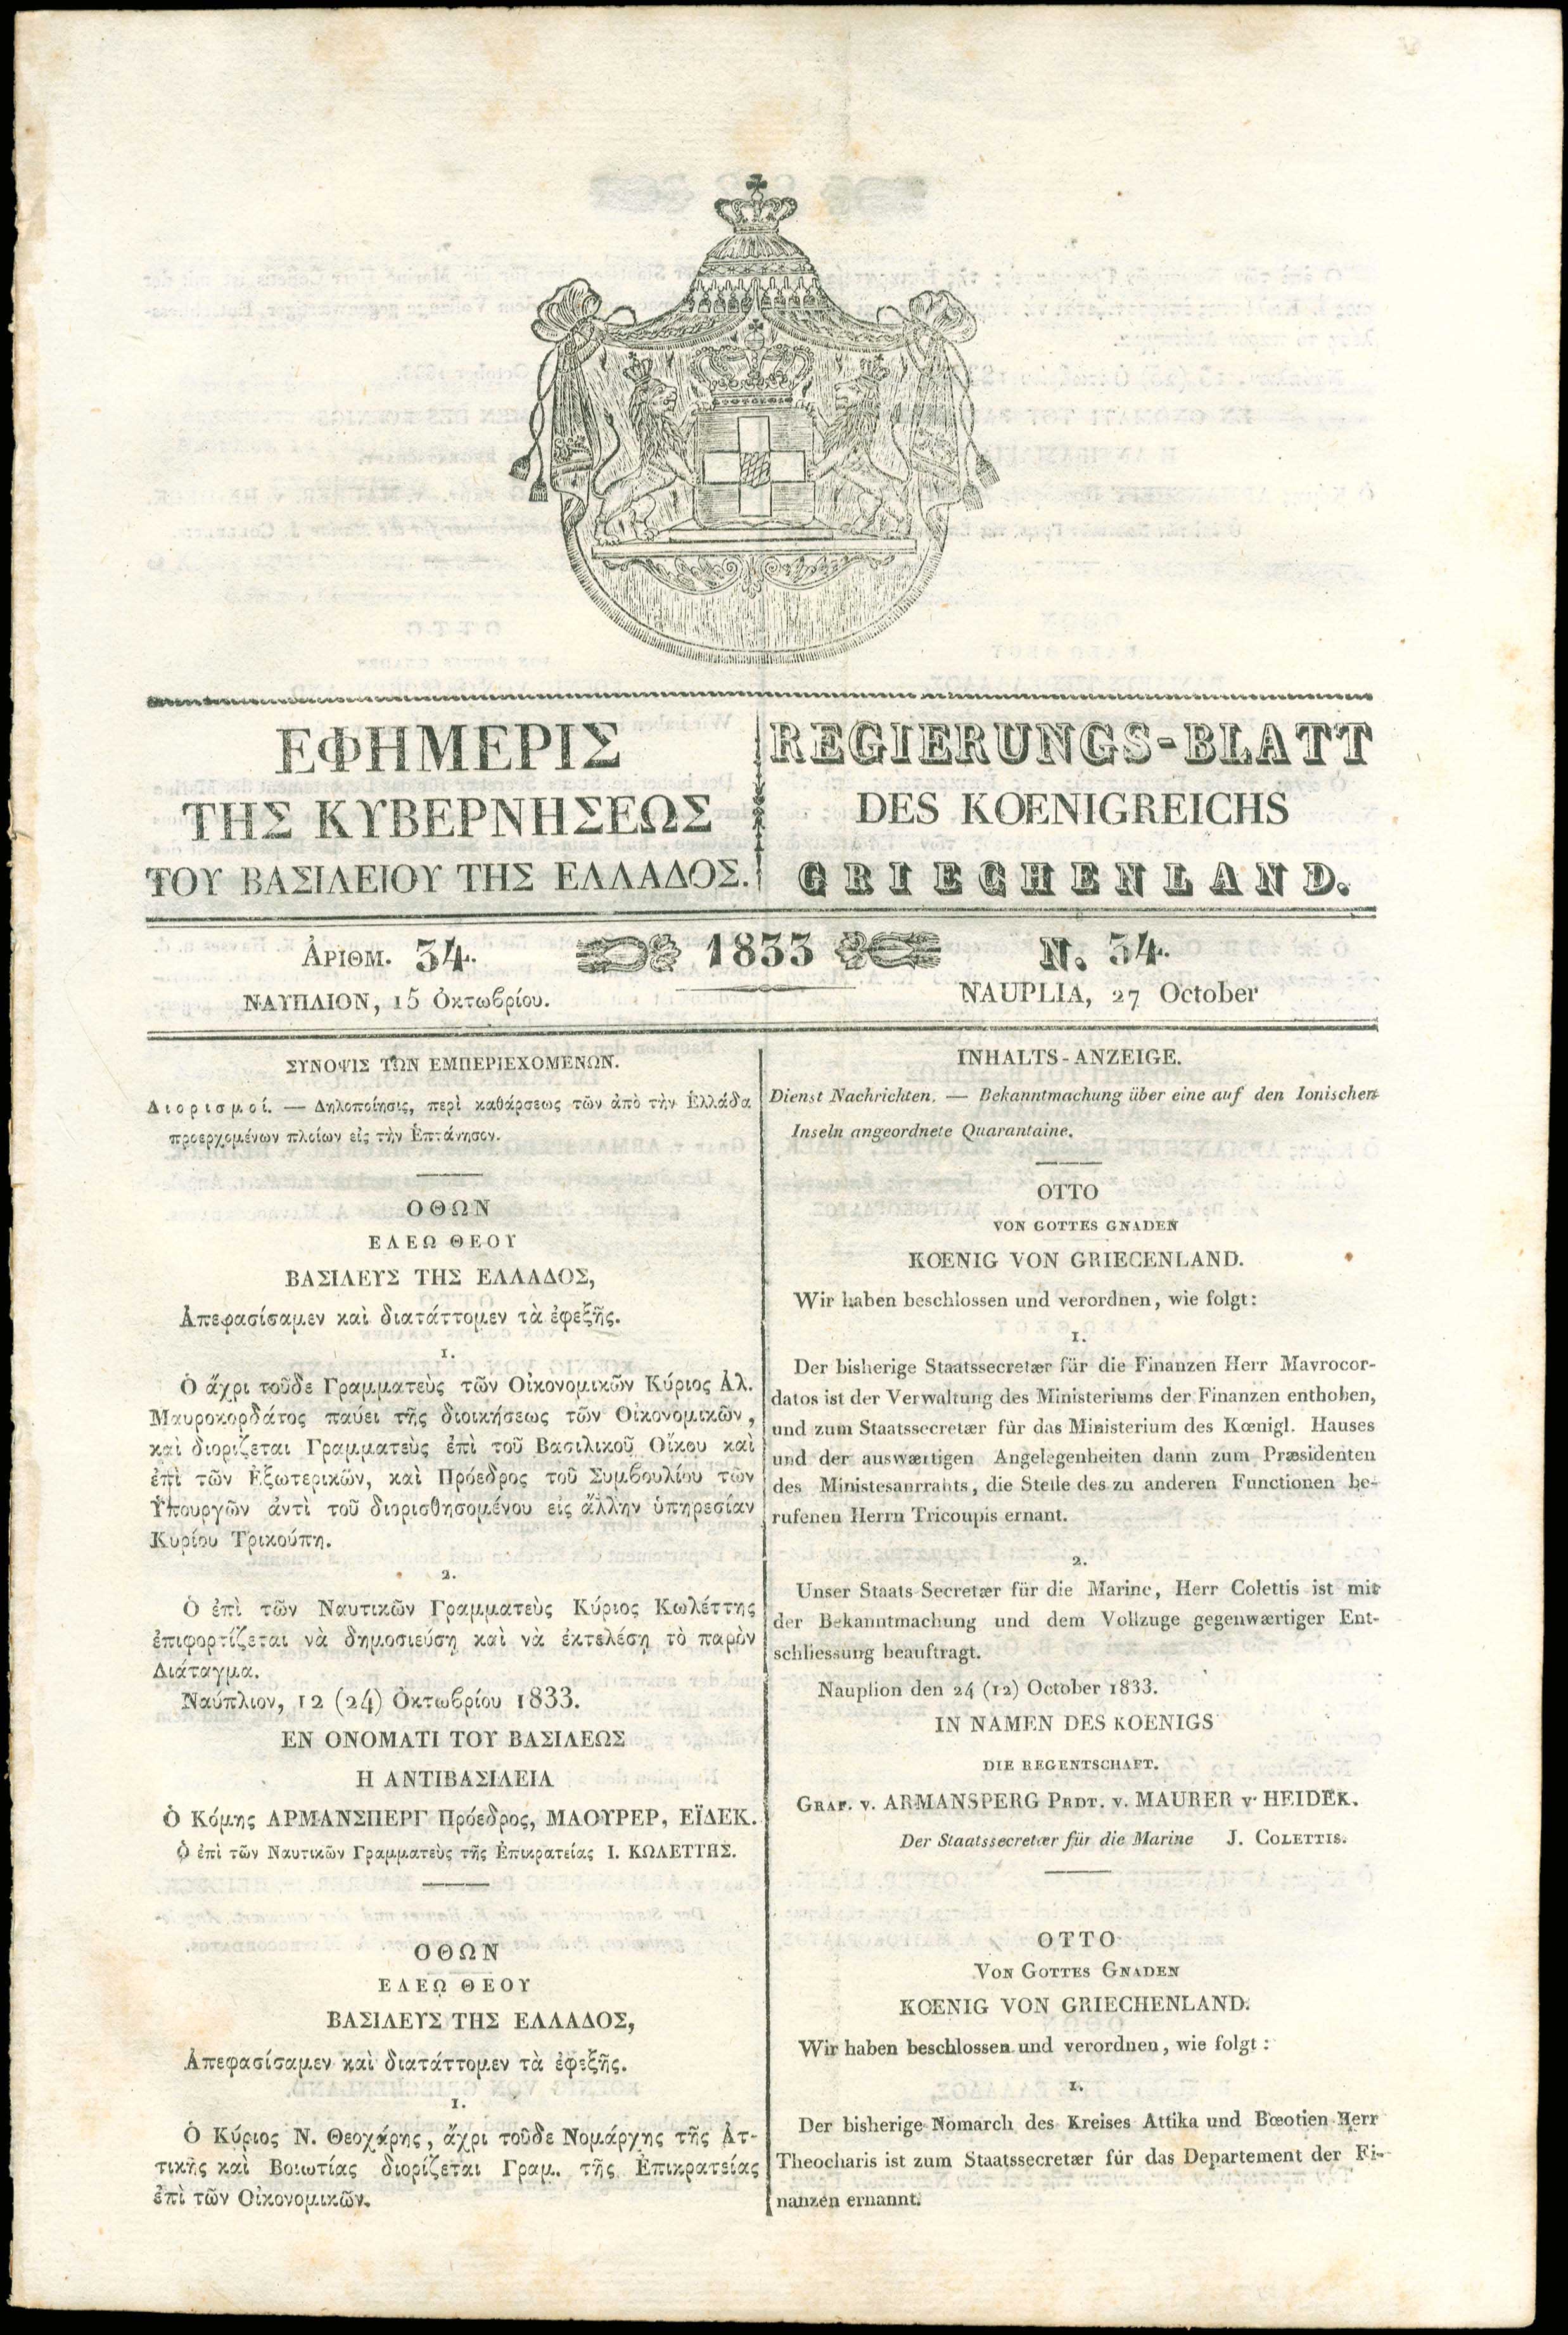 ΕΦΗΜΕΡΙΣ
ΤΗΣ ΚΥΒΕΡΝΗΣΕΩΣ
ΤΟΥ ΒΑΣΙΛΕΙΟΥ ΤΗΣ ΕΛΛΑΔΟΣ.
REGIERUNGS-BLATT
DES KOENIGREICHS
GRIECHENLAND.
ἈΡΙΘΜ. 34.
1833
N. 34.
ΝΑΥΠΛΙΟΝ, 15 Ὀκτωβρίου.
NAUPLIA, 27 October
ΣΥΝΟΨΙΣ ΤΩΝ ΕΜΠΕΡΙΕΧΟΜΕΝΩΝ.
Διορισμοί. — Δηλοποίησις, περὶ καθάρσεως τῶν ἀπὸ τὴν Ἑλλάδα
προερχομένων πλοίων εἰς τὴν Ἑπτάνησον.
ΟΘΩΝ
ΕΛΕΩ ΘΕΟΥ
ΒΑΣΙΛΕΥΣ ΤΗΣ ΕΛΛΑΔΟΣ,
Ἀπεφασίσαμεν καὶ διατάττομεν τὰ ἐφεξῆς.
1.
Ὁ ἄχρι τοῦδε Γραμματεὺς τῶν Οἰκονομικῶν Κύριος Ἀλ.
Μαυροκορδάτος παύει τῆς διοικήσεως τῶν Οἰκονομικῶν,
καὶ διορίζεται Γραμματεὺς ἐπὶ τοῦ Βασιλικοῦ Οἴκου καὶ
ἐπὶ τῶν Ἐξωτερικῶν, καὶ Πρόεδρος τοῦ Συμβουλίου τῶν
Ὑπουργῶν ἀντὶ τοῦ διορισθησομένου εἰς ἄλλην ὑπηρεσίαν
Κυρίου Τρικούπη.
2.
Ὁ ἐπὶ τῶν Ναυτικῶν Γραμματεὺς Κύριος Κωλέττης
ἐπιφορτίζεται νὰ δημοσιεύσῃ καὶ νὰ ἐκτελέσῃ τὸ παρὸν
Διάταγμα.
Ναύπλιον, 12 (24) Ὀκτωβρίου 1833.
ΕΝ ΟΝΟΜΑΤΙ ΤΟΥ ΒΑΣΙΛΕΩΣ
Η ΑΝΤΙΒΑΣΙΛΕΙΑ
Ὁ Κόμης ΑΡΜΑΝΣΠΕΡΓ Πρόεδρος, ΜΑΟΥΡΕΡ, ΕΪΔΕΚ.
Ὁ ἐπὶ τῶν Ναυτικῶν Γραμματεὺς τῆς Ἐπικρατείας Ι. ΚΩΛΕΤΤΗΣ.
ΟΘΩΝ
ΕΛΕΩ ΘΕΟΥ
ΒΑΣΙΛΕΥΣ ΤΗΣ ΕΛΛΑΔΟΣ,
Ἀπεφασίσαμεν καὶ διατάττομεν τὰ ἐφεξῆς.
1.
Ὁ Κύριος Ν. Θεοχάρης, ἄχρι τοῦδε Νομάρχης τῆς Ἀτ-
τικῆς καὶ Βοιωτίας διορίζεται Γραμ. τῆς Ἐπικρατείας
ἐπὶ τῶν Οἰκονομικῶν.
INHALTS-ANZEIGE.
Dienst Nachrichten. — Bekanntmachung über eine auf den Ionischen
Inseln angeordnete Quarantaine.
OTTO
VON GOTTES GNADEN
KOENIG VON GRIECENLAND.
Wir haben beschlossen und verordnen, wie folgt:
1.
Der bisherige Staatssecretær für die Finanzen Herr Mavrocor-
datos ist der Verwaltung des Ministeriums der Finanzen enthoben,
und zum Staatssecretær für das Ministerium des Kœnigl. Hauses
und der auswærtigen Angelegenheiten dann zum Præsidenten
des Ministesanrrahts, die Stelle des zu anderen Functionen be-
rufenen Herrn Tricoupis ernant.
2.
Unser Staats-Secretær für die Marine, Herr Colettis ist mit
der Bekanntmachung und dem Vollzuge gegenwærtiger Ent-
schliessung beauftragt.
Nauplion den 24 (12) October 1833.
IN NAMEN DES KOENIGS
DIE REGENTSCHAFT.
GRAF. V. ARMANSPERG PRDT. V. MAURER V. HEIDEK.
Der Staatssecretær für die Marine J. COLETTIS.
OTTO
VON GOTTES GNADEN
KOENIG VON GRIECHENLAND.
Wir haben beschlossen und verordnen, wie folgt:
1.
Der bisherige Nomarch des Kreises Attika und Bœotien Herr
Theocharis ist zum Staatssecretær für das Departement der Fi-
nanzen ernannt.